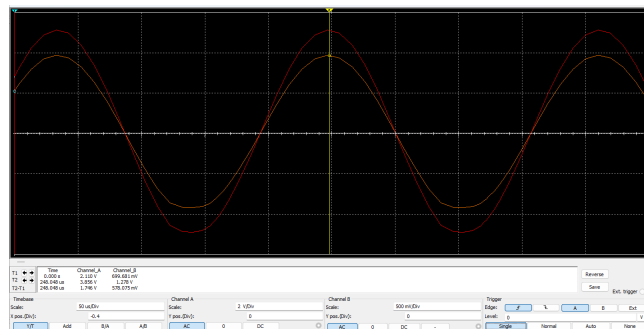 Time Channel_A Channel_B
T1 0.000 s 2.110 V 699.681 mV
T2 248.048 us 3.856 V 1.278 V
T2-T1 248.048 us 1.746 V 578.075 mV
Reverse
Save
Ext. trigger
Timebase Channel A Channel B Trigger
Scale: 50 us/Div Scale: 2 V/Div Scale: 500 mV/Div Edge: A B Ext
X pos.(Div): -0.4 Y pos.(Div): 0 Y pos.(Div): 0 Level: 0 V
Y/T Add B/A A/B AC 0 DC AC 0 DC - Single Normal Auto None